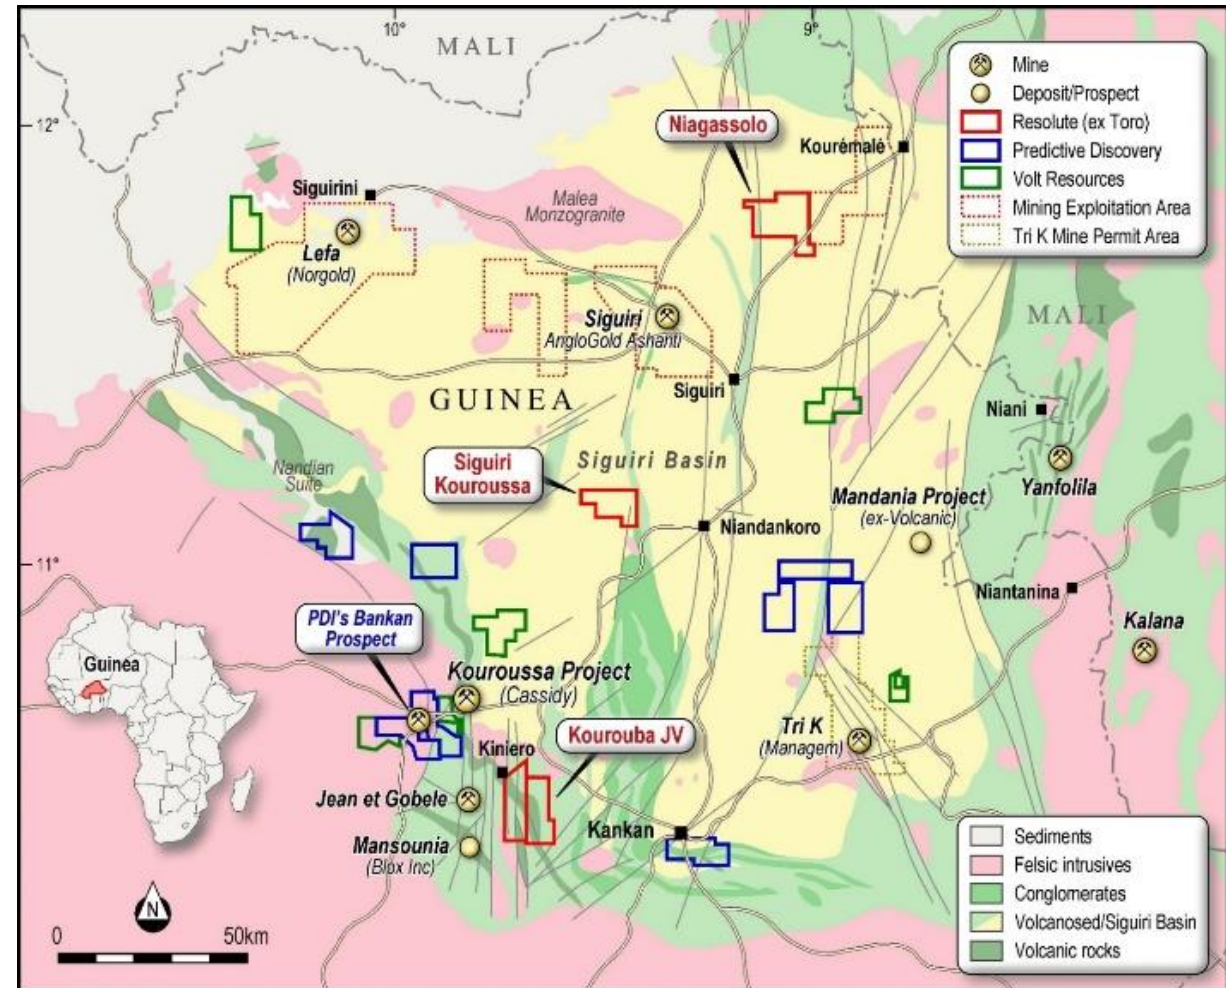 10°
9°
MALI
12°
Niagassolo
Kourémalé
Siguirini
Malea
Monzogranite
Lefa
(Norgold)
Siguiri
AngloGold Ashanti
MALI
Siguiri
GUINEA
Niani
Nandian
Suite
Siguiri
Kouroussa
Siguiri Basin
Yanfolila
Mandania Project
(ex-Volcanic)
Niandankoro
11°
Niantanina
PDI's Bankan
Prospect
Kalana
Guinea
Kouroussa Project
(Cassidy)
Kourouba JV
Tri K
(Managem)
Kiniero
Jean et Gobele
Kankan
Mansounia
(Blox Inc)
N
0 50km
Mine
Deposit/Prospect
Resolute (ex Toro)
Predictive Discovery
Volt Resources
Mining Exploitation Area
Tri K Mine Permit Area
Sediments
Felsic intrusives
Conglomerates
Volcanosed/Siguiri Basin
Volcanic rocks